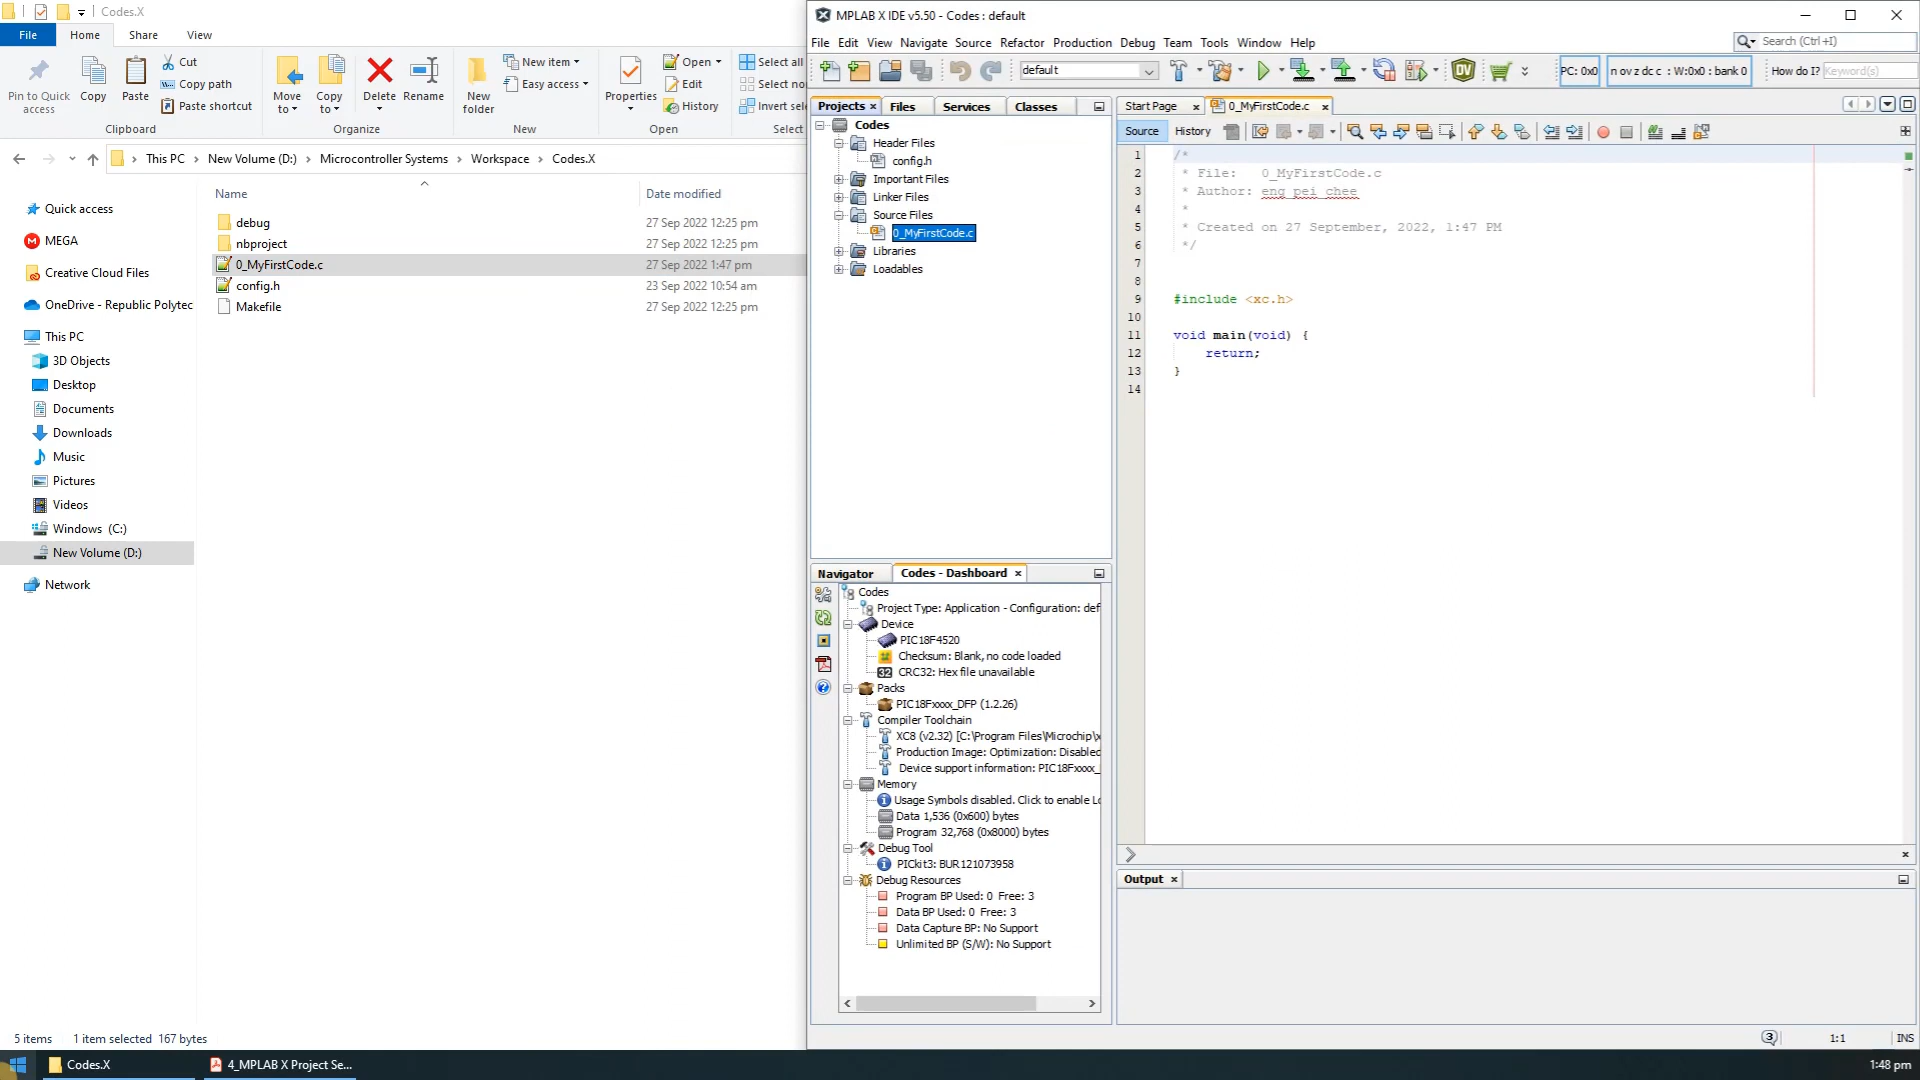 Codes.X
File Home Share View
Pin to Quick access
Copy
Paste
Cut
Copy path
Paste shortcut
Clipboard
Move to
Copy to
Delete
Rename
Organize
New folder
New item
Easy access
New
Properties
Open
Edit
History
Open
Select all
Select no
Invert sele
Select
This PC > New Volume (D:) > Microcontroller Systems > Workspace > Codes.X
Name Date modified
debug 27 Sep 2022 12:25 pm
nbproject 27 Sep 2022 12:25 pm
0_MyFirstCode.c 27 Sep 2022 1:47 pm
config.h 23 Sep 2022 10:54 am
Makefile 27 Sep 2022 12:25 pm
Quick access
MEGA
Creative Cloud Files
OneDrive - Republic Polytec
This PC
3D Objects
Desktop
Documents
Downloads
Music
Pictures
Videos
Windows (C:)
New Volume (D:)
Network
5 items 1 item selected 167 bytes
MPLAB X IDE v5.50 - Codes : default
File Edit View Navigate Source Refactor Production Debug Team Tools Window Help
Search (Ctrl+I)
default
PC: 0x0
n ov z dc c : W:0x0 : bank 0
How do I? Keyword(s)
Projects Files Services Classes
Codes
Header Files
config.h
Important Files
Linker Files
Source Files
0_MyFirstCode.c
Libraries
Loadables
Start Page 0_MyFirstCode.c
Source History
1 /*
2 * File: 0_MyFirstCode.c
3 * Author: eng_pei_chee
4 *
5 * Created on 27 September, 2022, 1:47 PM
6 */
7
8
9 #include <xc.h>
10
11 void main(void) {
12 return;
13 }
14
Navigator Codes - Dashboard
Codes
Project Type: Application - Configuration: def
Device
PIC18F4520
Checksum: Blank, no code loaded
32 CRC32: Hex file unavailable
Packs
PIC18Fxxxx_DFP (1.2.26)
Compiler Toolchain
XC8 (v2.32) [C:\Program Files\Microchip\x
Production Image: Optimization: Disabled
Device support information: PIC18Fxxxx_
Memory
Usage Symbols disabled. Click to enable Lo
Data 1,536 (0x600) bytes
Program 32,768 (0x8000) bytes
Debug Tool
PICkit3: BUR121073958
Debug Resources
Program BP Used: 0 Free: 3
Data BP Used: 0 Free: 3
Data Capture BP: No Support
Unlimited BP (S/W): No Support
Output
3 1:1 INS
Codes.X
4_MPLAB X Project Se...
1:48 pm